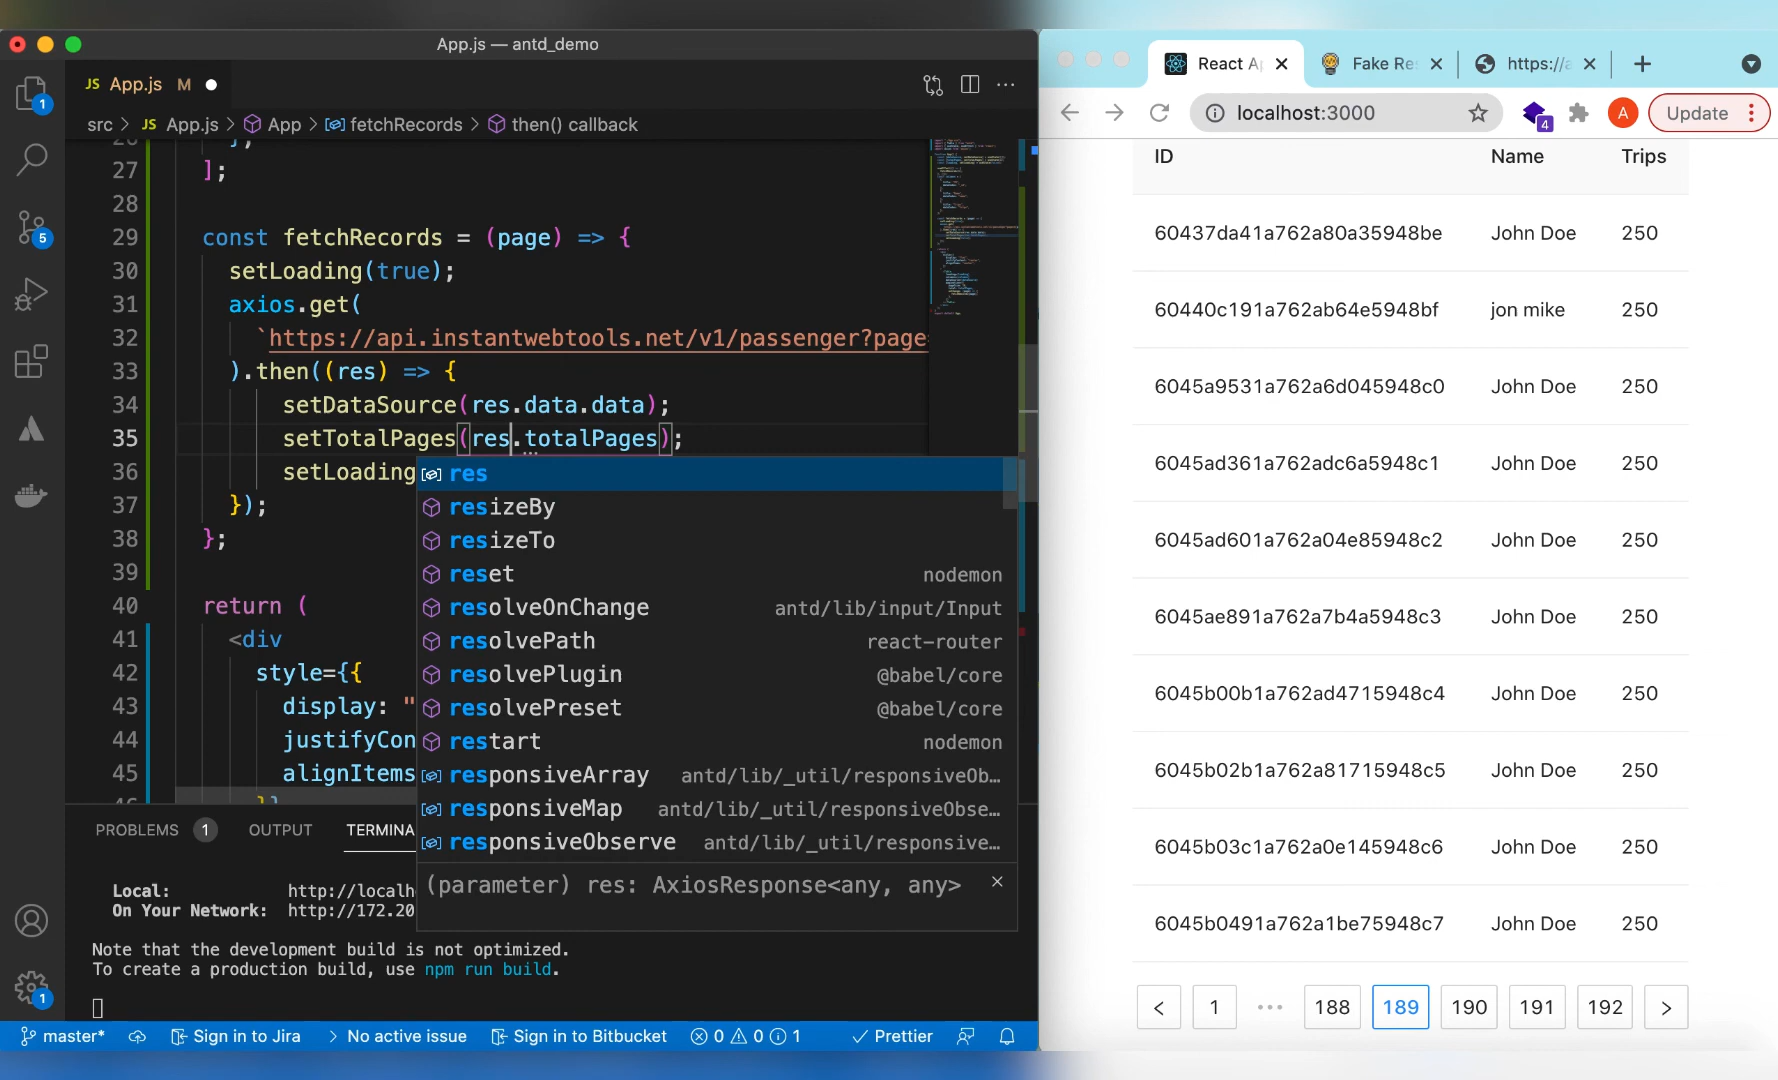 App.js — antd_demo
JS App.js M
src > JS App.js > App > fetchRecords > then() callback
27 ];
28
29 const fetchRecords = (page) => {
30 setLoading(true);
31 axios.get(
32 `https://api.instantwebtools.net/v1/passenger?page
33 ).then((res) => {
34 setDataSource(res.data.data);
35 setTotalPages(res.totalPages);
36 setLoading
37 });
38 };
39
40 return (
41 <div
42 style={{
43 display: "
44 justifyCon
45 alignItems
res
resizeBy
resizeTo
reset nodemon
resolveOnChange antd/lib/input/Input
resolvePath react-router
resolvePlugin @babel/core
resolvePreset @babel/core
restart nodemon
responsiveArray antd/lib/_util/responsiveOb…
responsiveMap antd/lib/_util/responsiveObse…
responsiveObserve antd/lib/_util/responsive…
(parameter) res: AxiosResponse<any, any>
PROBLEMS 1 OUTPUT TERMINA
Local: http://localh
On Your Network: http://172.20
Note that the development build is not optimized.
To create a production build, use npm run build.
master* Sign in to Jira > No active issue Sign in to Bitbucket 0 0 1 Prettier
1
5
1
React Ap Fake Res https://a
localhost:3000 4 A Update
ID Name Trips
60437da41a762a80a35948be John Doe 250
60440c191a762ab64e5948bf jon mike 250
6045a9531a762a6d045948c0 John Doe 250
6045ad361a762adc6a5948c1 John Doe 250
6045ad601a762a04e85948c2 John Doe 250
6045ae891a762a7b4a5948c3 John Doe 250
6045b00b1a762ad4715948c4 John Doe 250
6045b02b1a762a81715948c5 John Doe 250
6045b03c1a762a0e145948c6 John Doe 250
6045b0491a762a1be75948c7 John Doe 250
< 1 ••• 188 189 190 191 192 >